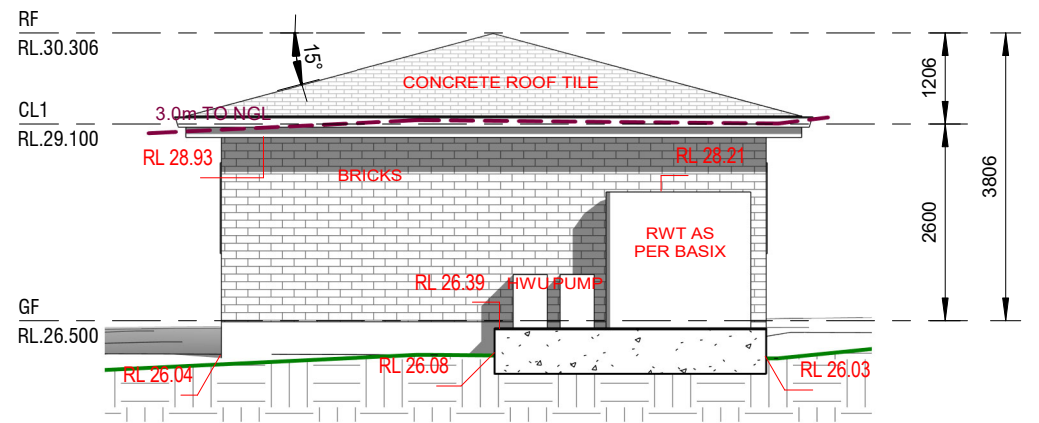 RF
RL.30.306
15°
CONCRETE ROOF TILE
1206
CL1
3.0m TO NGL
RL.29.100
RL 28.93
BRICKS
RL 28.21
3806
2600
RWT AS
PER BASIX
RL 26.39
HWU
PUMP
GF
RL.26.500
RL 26.04
RL 26.08
RL 26.03